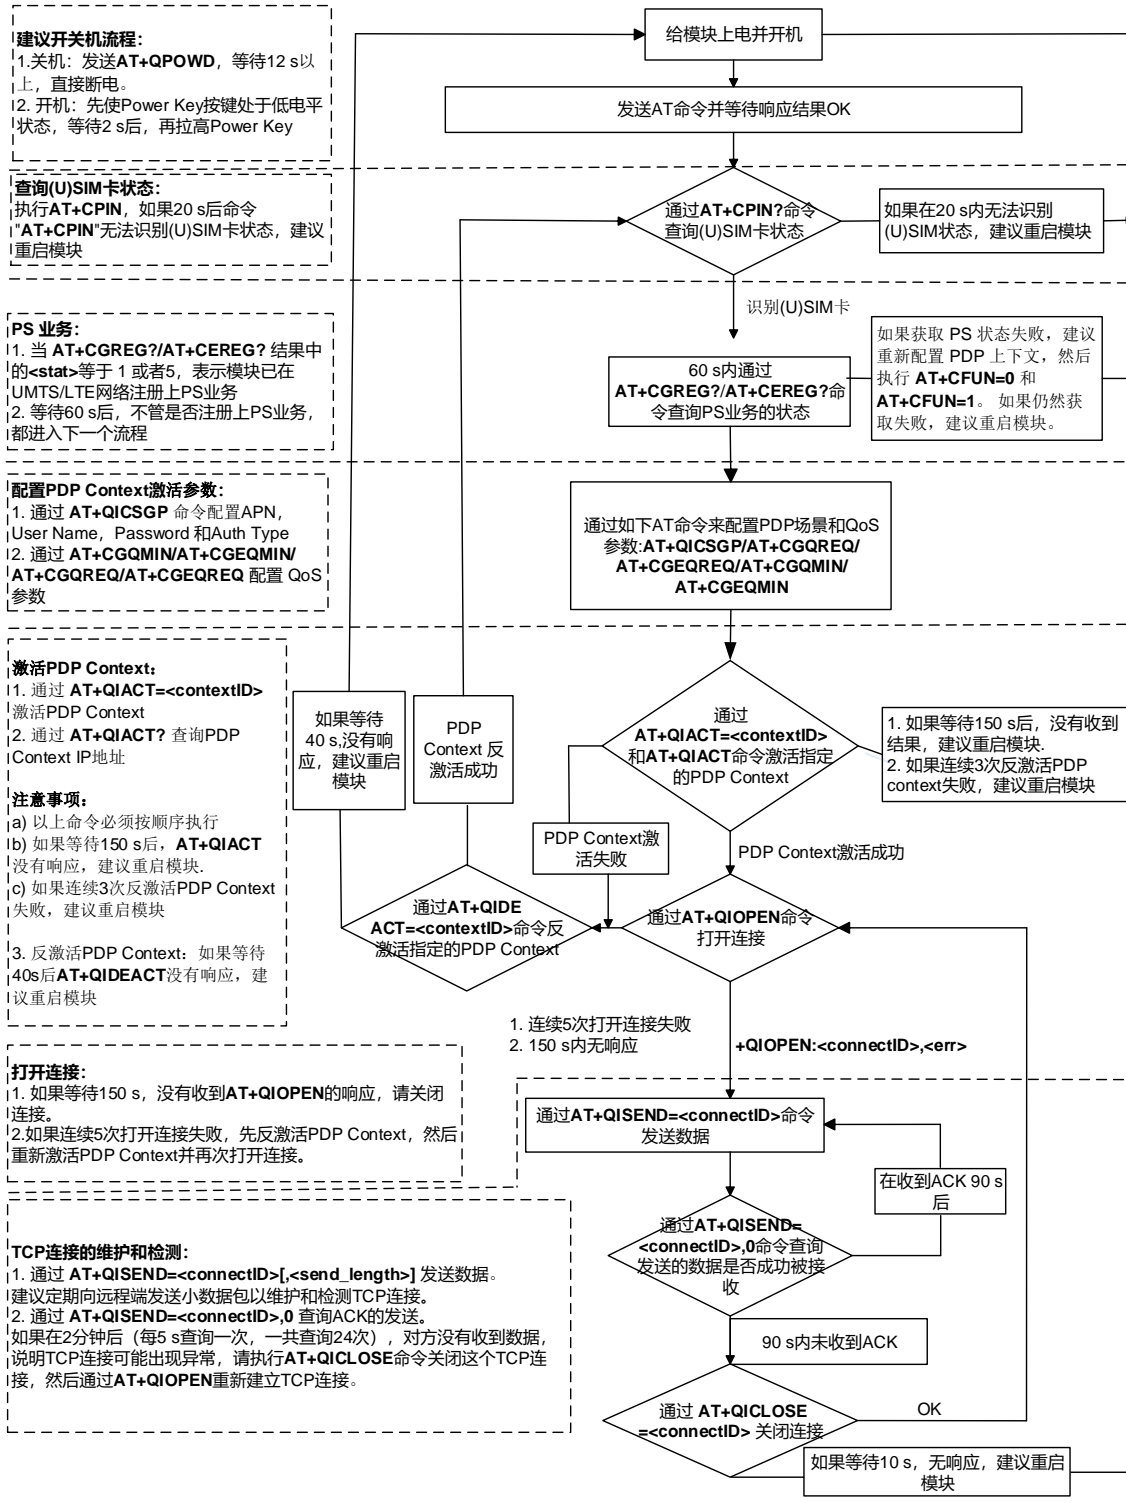 建议开关机流程：
1.关机：发送AT+QPOWD，等待12 s以
上，直接断电。
2. 开机：先使Power Key按键处于低电平
状态，等待2 s后，再拉高Power Key
给模块上电并开机
发送AT命令并等待响应结果OK
查询(U)SIM卡状态：
执行AT+CPIN，如果20 s后命令
"AT+CPIN"无法识别(U)SIM卡状态，建议
重启模块
通过AT+CPIN?命令
查询(U)SIM卡状态
如果在20 s内无法识别
(U)SIM状态，建议重启模块
识别(U)SIM卡
PS 业务：
1. 当 AT+CGREG?/AT+CEREG? 结果中
的<stat>等于 1 或者5，表示模块已在
UMTS/LTE网络注册上PS业务
2. 等待60 s后，不管是否注册上PS业务，
都进入下一个流程
60 s内通过
AT+CGREG?/AT+CEREG?命
令查询PS业务的状态
如果获取 PS 状态失败，建议
重新配置 PDP 上下文，然后
执行 AT+CFUN=0 和
AT+CFUN=1。 如果仍然获
取失败，建议重启模块。
配置PDP Context激活参数：
1. 通过 AT+QICSGP 命令配置APN，
User Name，Password 和Auth Type
2. 通过 AT+CGQMIN/AT+CGEQMIN/
AT+CGQREQ/AT+CGEQREQ 配置 QoS
参数
通过如下AT命令来配置PDP场景和QoS
参数:AT+QICSGP/AT+CGQREQ/
AT+CGEQREQ/AT+CGQMIN/
AT+CGEQMIN
激活PDP Context：
1. 通过 AT+QIACT=<contextID>
激活PDP Context
2. 通过 AT+QIACT? 查询PDP
Context IP地址
注意事项：
a) 以上命令必须按顺序执行
b) 如果等待150 s后，AT+QIACT
没有响应，建议重启模块.
c) 如果连续3次反激活PDP Context
失败，建议重启模块
3. 反激活PDP Context：如果等待
40s后AT+QIDEACT没有响应，建
议重启模块
如果等待
40 s,没有响
应，建议重启
模块
PDP
Context 反
激活成功
通过
AT+QIACT=<contextID>
和AT+QIACT命令激活指定
的PDP Context
1. 如果等待150 s后，没有收到
结果，建议重启模块.
2. 如果连续3次反激活PDP
context失败，建议重启模块
PDP Context激
活失败
PDP Context激活成功
通过AT+QIDE
ACT=<contextID>命令反
激活指定的PDP Context
通过AT+QIOPEN命令
打开连接
1. 连续5次打开连接失败
2. 150 s内无响应
+QIOPEN:<connectID>,<err>
打开连接：
1. 如果等待150 s，没有收到AT+QIOPEN的响应，请关闭
连接。
2.如果连续5次打开连接失败，先反激活PDP Context，然后
重新激活PDP Context并再次打开连接。
通过AT+QISEND=<connectID>命令
发送数据
在收到ACK 90 s
后
通过AT+QISEND=
<connectID>,0命令查询
发送的数据是否成功被接
收
TCP连接的维护和检测：
1. 通过 AT+QISEND=<connectID>[,<send_length>] 发送数据。
建议定期向远程端发送小数据包以维护和检测TCP连接。
2. 通过 AT+QISEND=<connectID>,0 查询ACK的发送。
如果在2分钟后（每5 s查询一次，一共查询24次），对方没有收到数据，
说明TCP连接可能出现异常，请执行AT+QICLOSE命令关闭这个TCP连
接，然后通过AT+QIOPEN重新建立TCP连接。
90 s内未收到ACK
通过 AT+QICLOSE
=<connectID> 关闭连接
OK
如果等待10 s，无响应，建议重启
模块